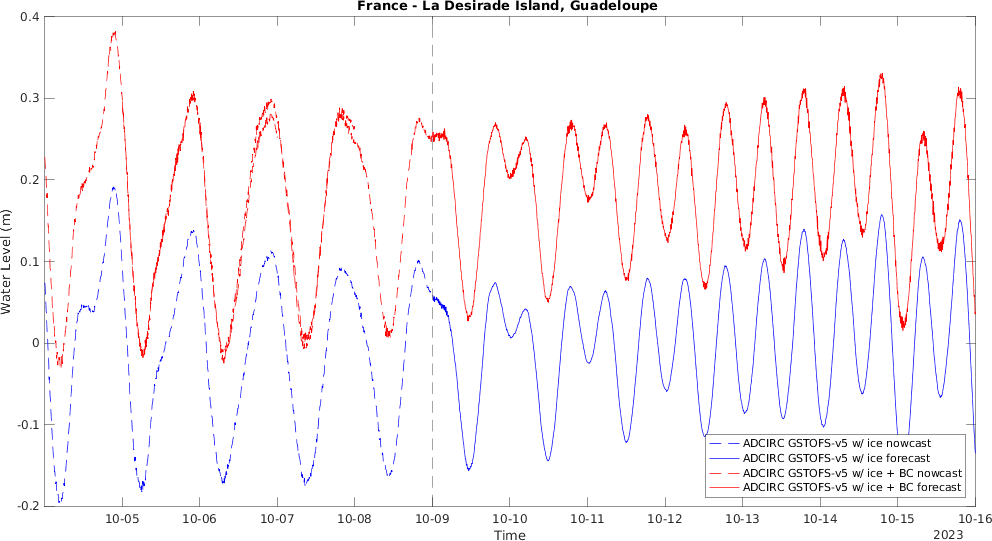 France - La Desirade Island, Guadeloupe
0.4
0.3
0.2
0.1
0
-0.1
-0.2
Water Level (m)
10-05 10-06 10-07 10-08 10-09 10-10 10-11 10-12 10-13 10-14 10-15 10-16
Time
2023
ADCIRC GSTOFS-v5 w/ ice nowcast
ADCIRC GSTOFS-v5 w/ ice forecast
ADCIRC GSTOFS-v5 w/ ice + BC nowcast
ADCIRC GSTOFS-v5 w/ ice + BC forecast